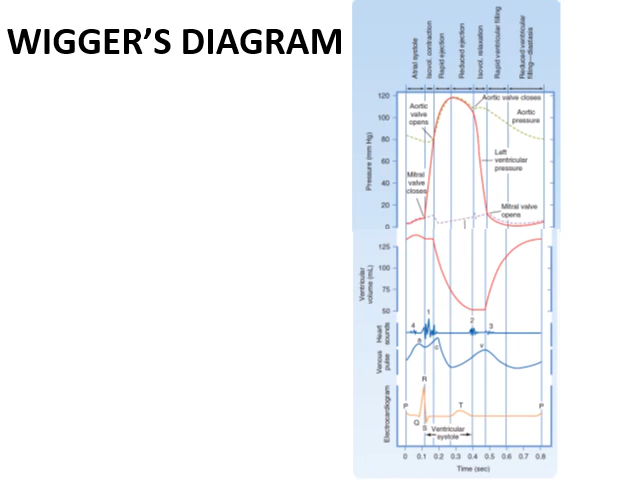 WIGGER’S DIAGRAM
Atrial systole
Isovol. contraction
Rapid ejection
Reduced ejection
Isovol. relaxation
Rapid ventricular filling
Reduced ventricular
filling—diastasis
120
100
80
60
40
20
0
Pressure (mm Hg)
Aortic
valve
opens
Aortic valve closes
Aortic
pressure
Left
ventricular
pressure
Mitral
valve
closes
Mitral valve
opens
125
100
75
50
Ventricular
volume (mL)
Heart
sounds
4
1
2
3
Venous
pulse
a
c
v
Electrocardiogram
P
Q
R
S
T
P
Ventricular
systole
0 0.1 0.2 0.3 0.4 0.5 0.6 0.7 0.8
Time (sec)